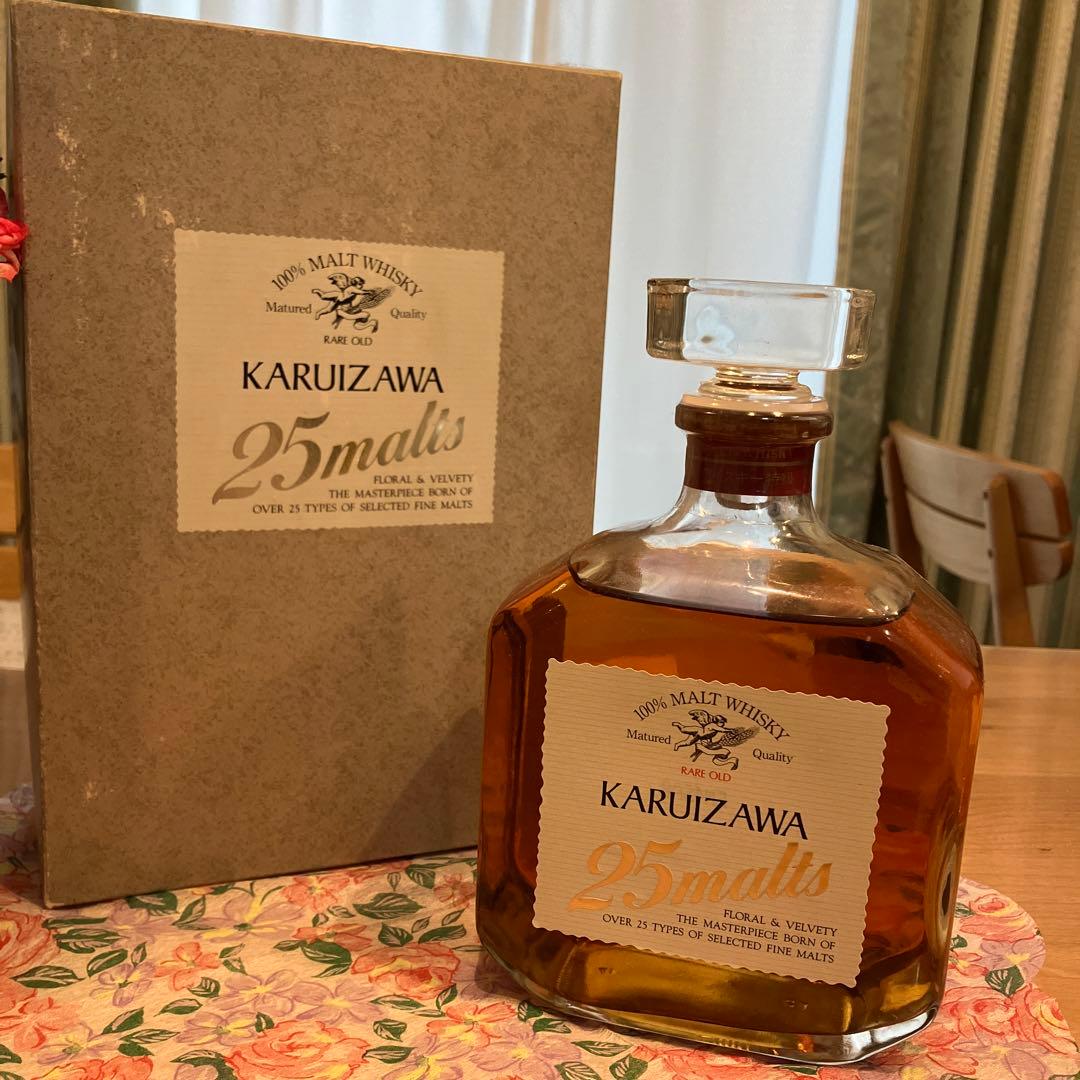 100% MALT WHISKY
Matured Quality
RARE OLD
KARUIZAWA
25malts
FLORAL & VELVETY
THE MASTERPIECE BORN OF
OVER 25 TYPES OF SELECTED FINE MALTS
100% MALT WHISKY
Matured Quality
RARE OLD
KARUIZAWA
25malts
FLORAL & VELVETY
THE MASTERPIECE BORN OF
OVER 25 TYPES OF SELECTED FINE MALTS